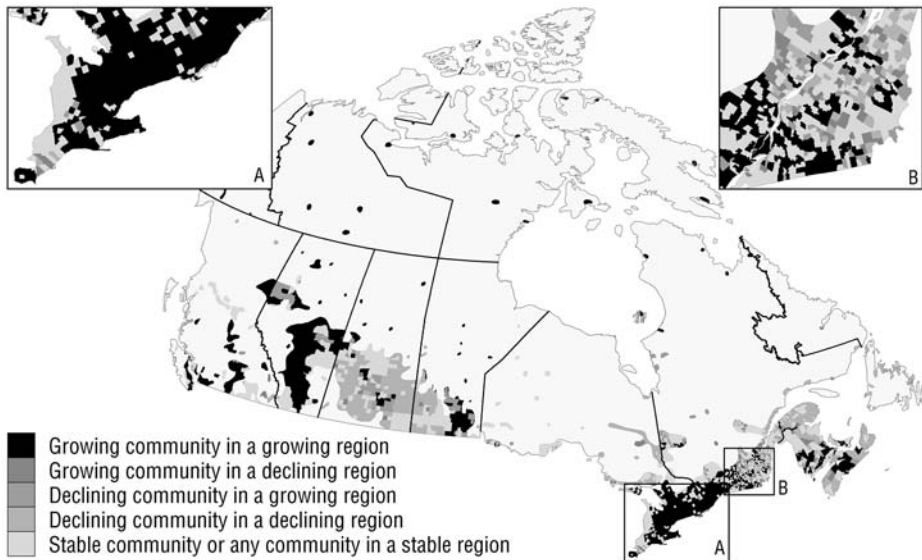 A
B
Growing community in a growing region
Growing community in a declining region
Declining community in a growing region
Declining community in a declining region
Stable community or any community in a stable region
B
A